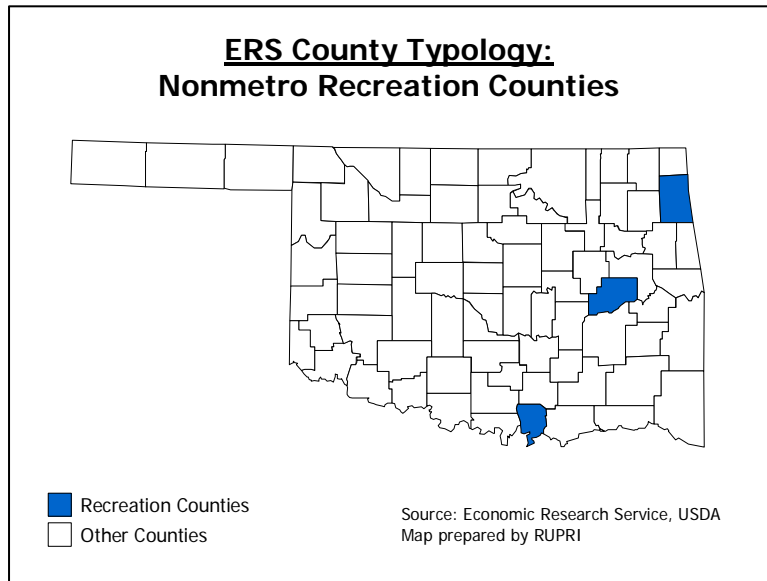 ERS County Typology:
Nonmetro Recreation Counties
Recreation Counties
Other Counties
Source: Economic Research Service, USDA
Map prepared by RUPRI